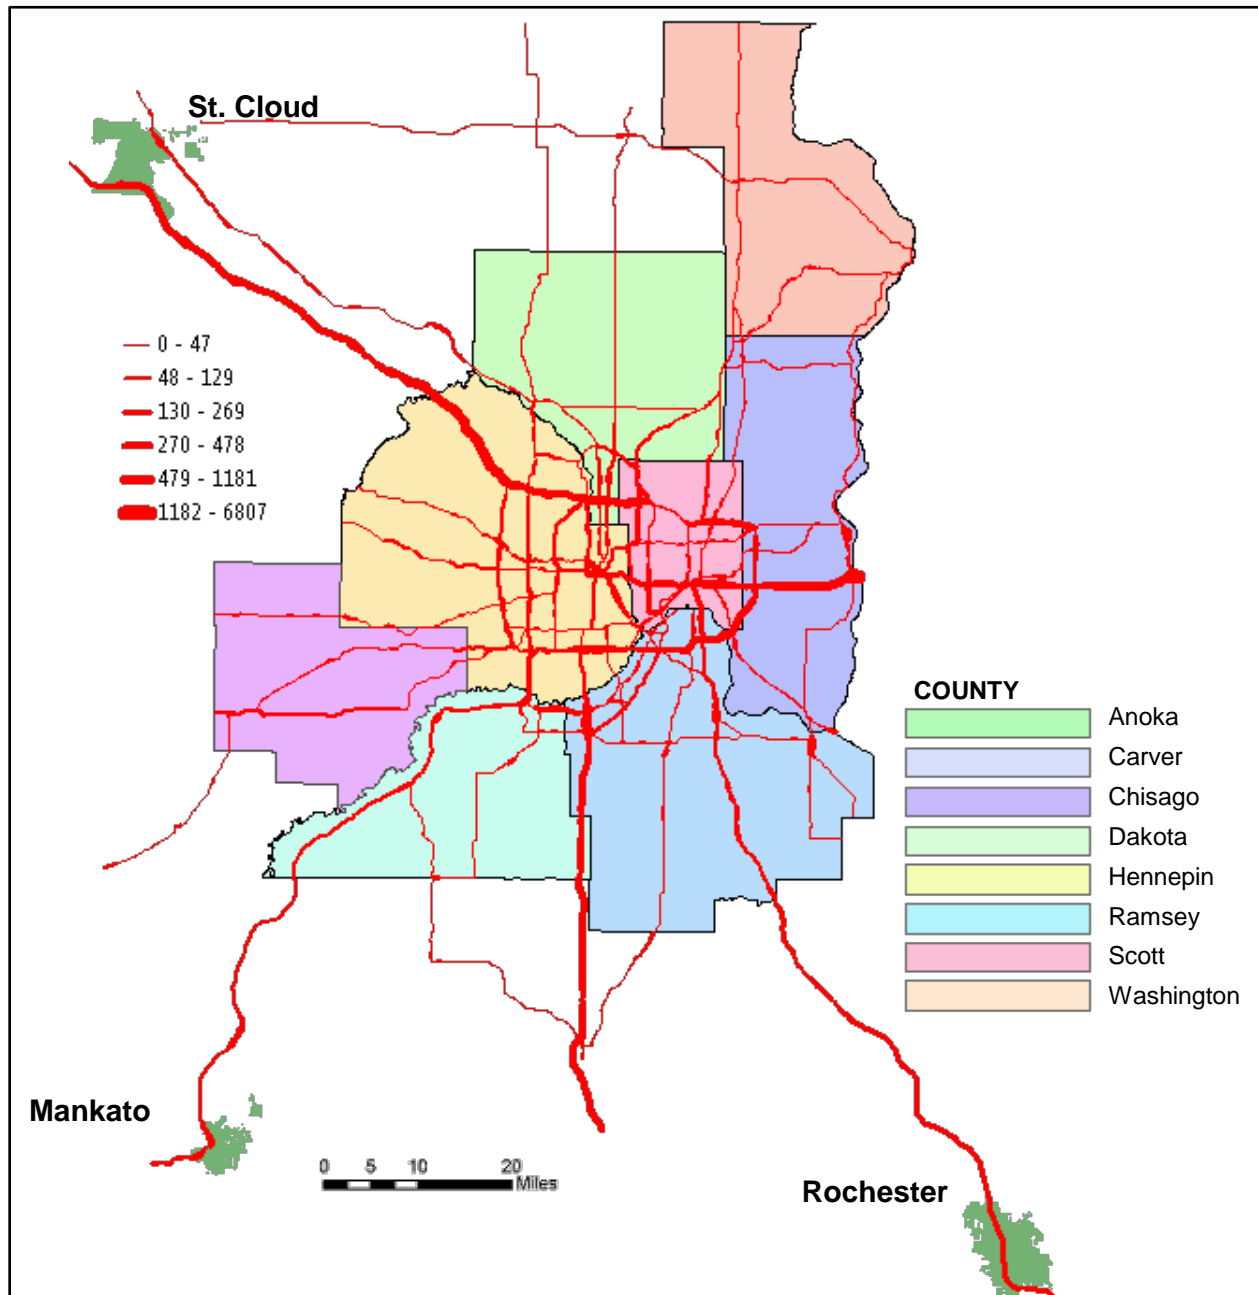 St. Cloud
0 - 47
48 - 129
130 - 269
270 - 478
479 - 1181
1182 - 6807
COUNTY
Anoka
Carver
Chisago
Dakota
Hennepin
Ramsey
Scott
Washington
Mankato
0 5 10 20
Miles
Rochester